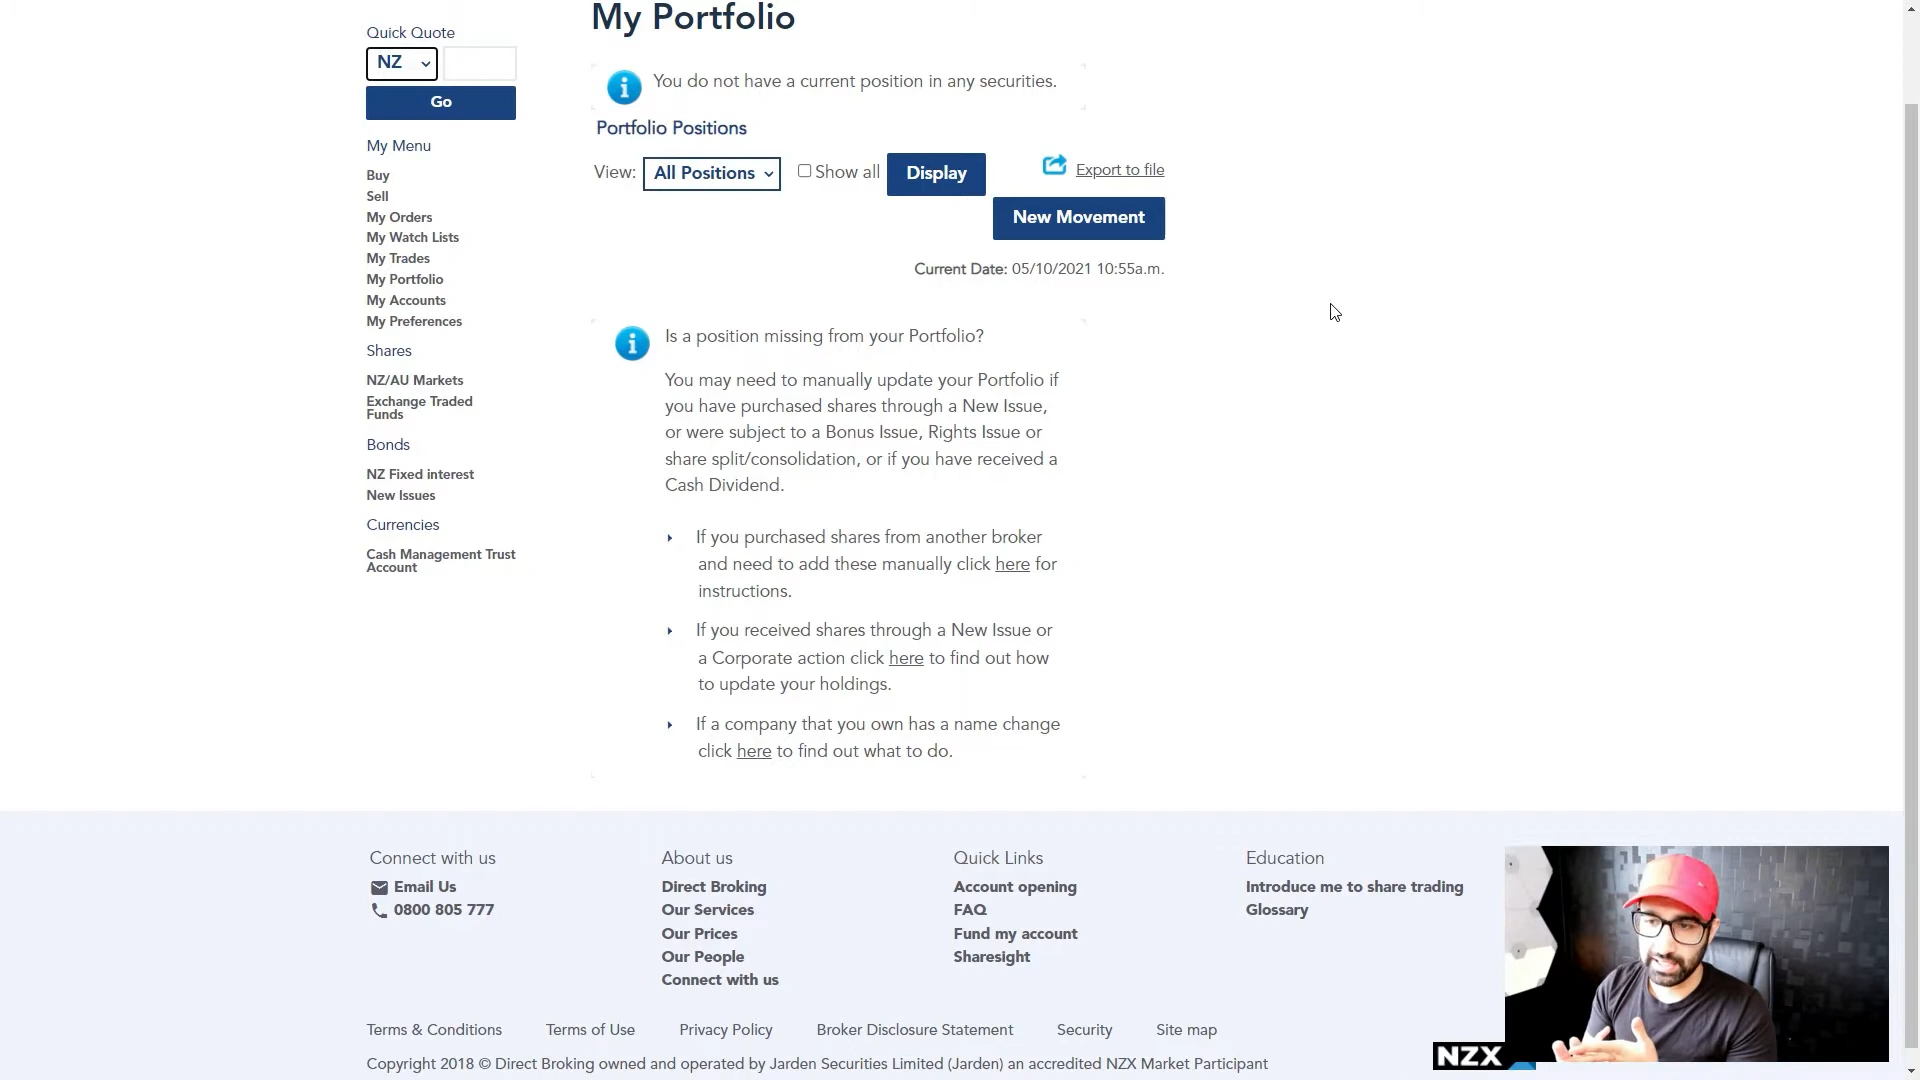 My Portfolio
Quick Quote
NZ
Go
My Menu
Buy
Sell
My Orders
My Watch Lists
My Trades
My Portfolio
My Accounts
My Preferences
Shares
NZ/AU Markets
Exchange Traded
Funds
Bonds
NZ Fixed interest
New Issues
Currencies
Cash Management Trust
Account
You do not have a current position in any securities.
Portfolio Positions
View: All Positions Show all Display Export to file
New Movement
Current Date: 05/10/2021 10:55a.m.
Is a position missing from your Portfolio?
You may need to manually update your Portfolio if
you have purchased shares through a New Issue,
or were subject to a Bonus Issue, Rights Issue or
share split/consolidation, or if you have received a
Cash Dividend.
If you purchased shares from another broker
and need to add these manually click here for
instructions.
If you received shares through a New Issue or
a Corporate action click here to find out how
to update your holdings.
If a company that you own has a name change
click here to find out what to do.
Connect with us
Email Us
0800 805 777
About us
Direct Broking
Our Services
Our Prices
Our People
Connect with us
Quick Links
Account opening
FAQ
Fund my account
Sharesight
Education
Introduce me to share trading
Glossary
Terms & Conditions Terms of Use Privacy Policy Broker Disclosure Statement Security Site map
Copyright 2018 © Direct Broking owned and operated by Jarden Securities Limited (Jarden) an accredited NZX Market Participant
NZX